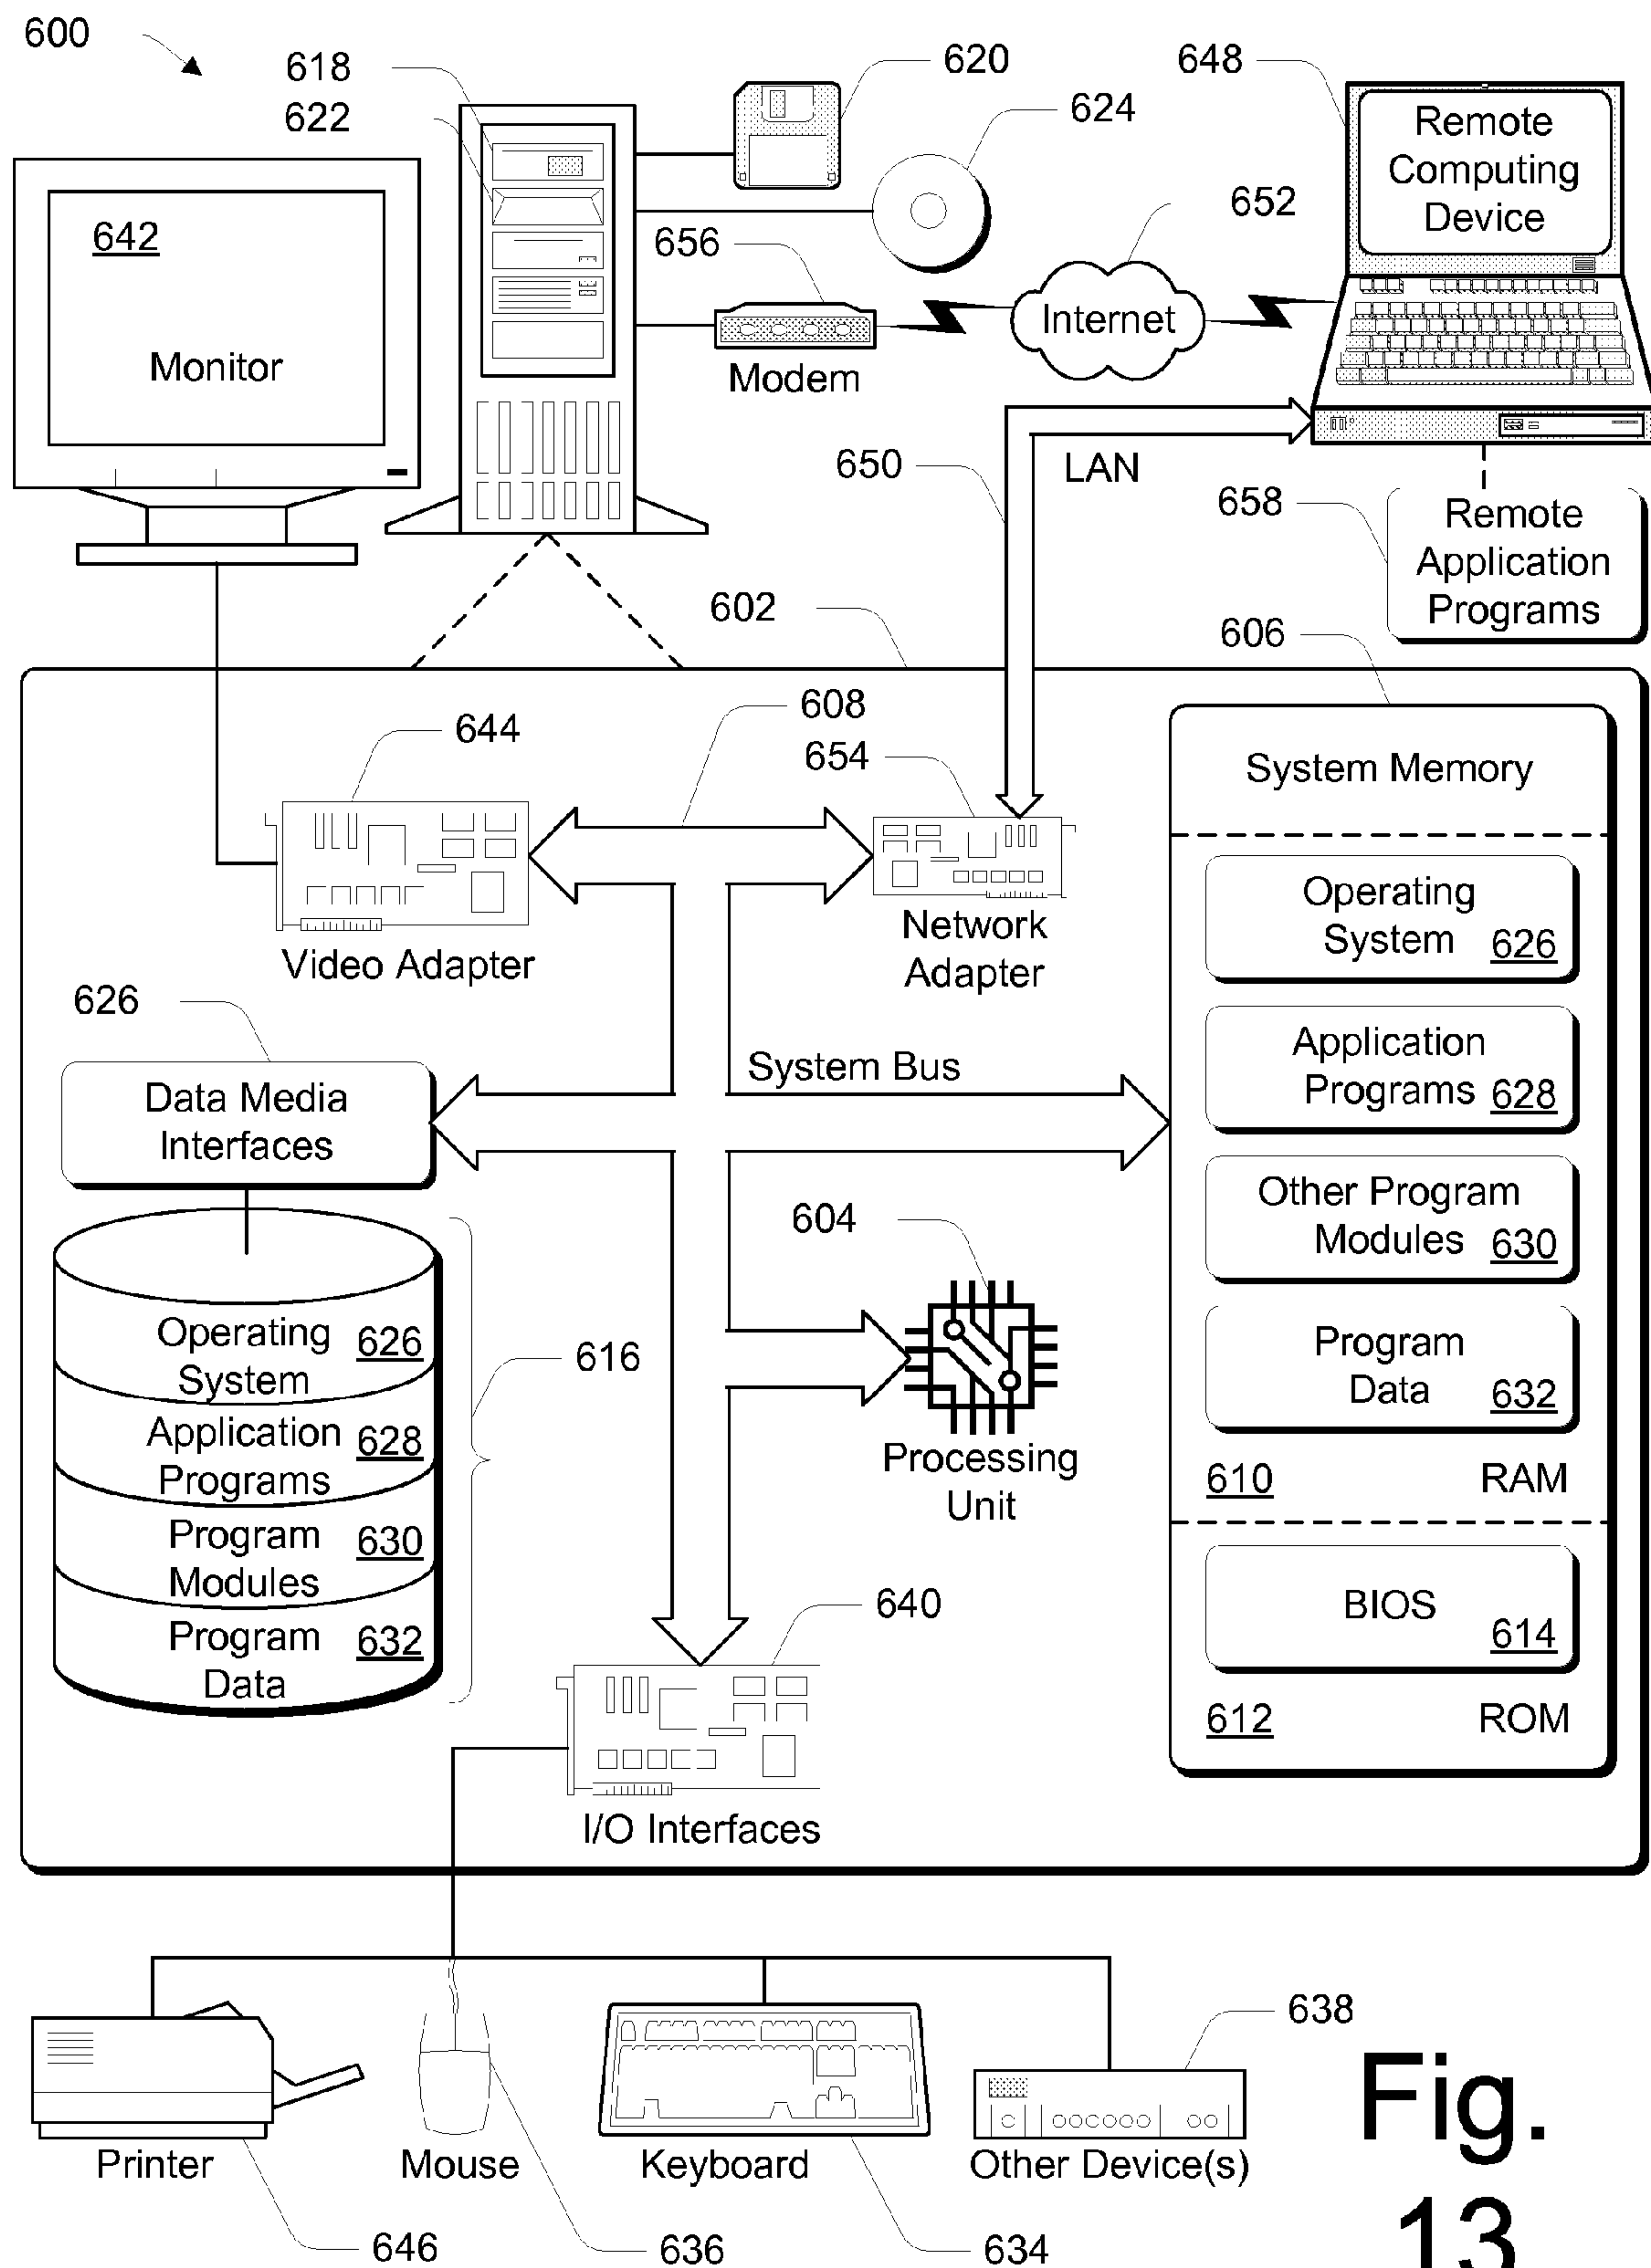 600
618
622
620
624
648
Remote
Computing
Device
652
642
Monitor
656
Internet
Modem
650
LAN
658
Remote
Application
Programs
602
606
608
644
654
System Memory
Video Adapter
Network
Adapter
Operating
System 626
626
Data Media
Interfaces
System Bus
Application
Programs 628
Other Program
Modules 630
604
Program
Data 632
Operating 626
System
616
Application 628
Programs
Processing
Unit
610 RAM
Program 630
Modules
BIOS
614
640
Program 632
Data
612 ROM
I/O Interfaces
638
Printer
Mouse
Keyboard
Other Device(s)
646
636
634
Fig.
13